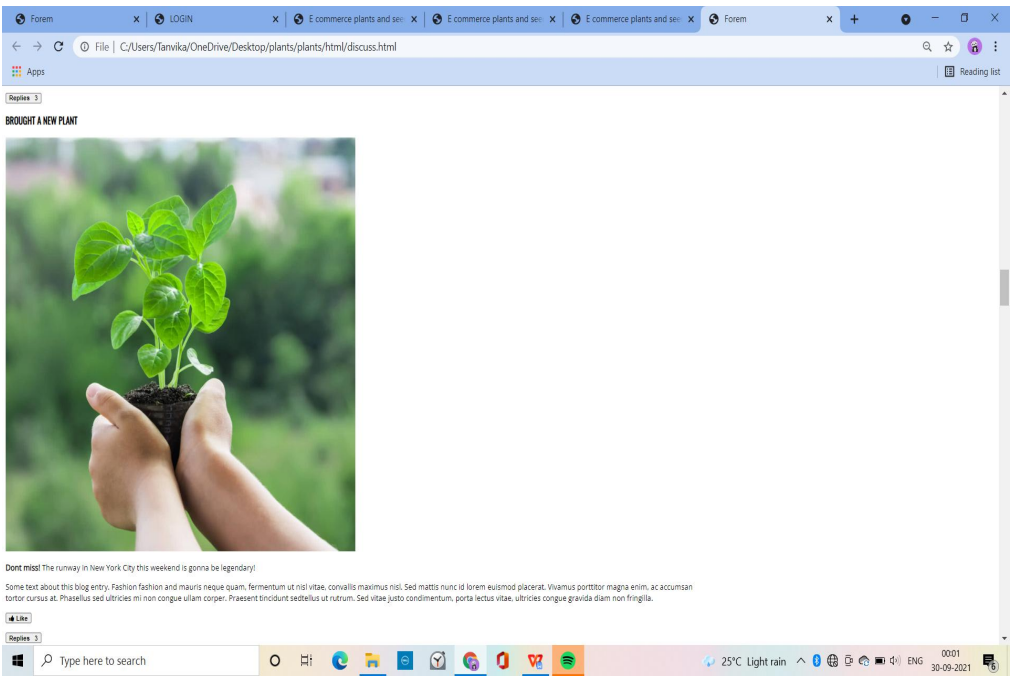 Forem
LOGIN
E commerce plants and see
E commerce plants and see
E commerce plants and see
Forem
File | C:/Users/Tanvika/OneDrive/Desktop/plants/plants/html/discuss.html
Apps
Reading list
Replies 3
BROUGHT A NEW PLANT
Dont miss! The runway in New York City this weekend is gonna be legendary!
Some text about this blog entry. Fashion fashion and mauris neque quam, fermentum ut nisl vitae, convallis maximus nisl. Sed mattis nunc id lorem euismod placerat. Vivamus porttitor magna enim, ac accumsan
tortor cursus at. Phasellus sed ultricies mi non congue ullam corper. Praesent tincidunt sedtellus ut rutrum. Sed vitae justo condimentum, porta lectus vitae, ultricies congue gravida diam non fringilla.
Like
Replies 3
Type here to search
25°C Light rain
ENG
00:01
30-09-2021
6